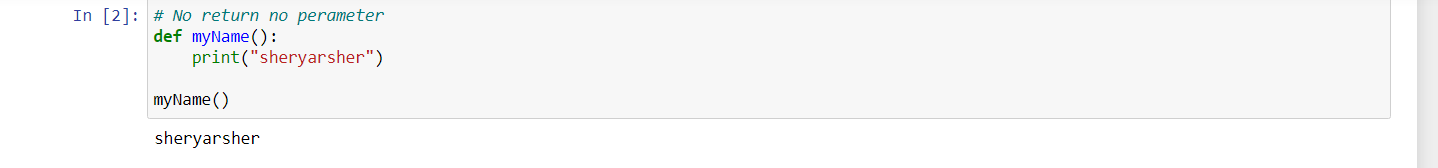 In [2]: # No return no perameter
def myName():
    print("sheryarsher")
myName()
sheryarsher